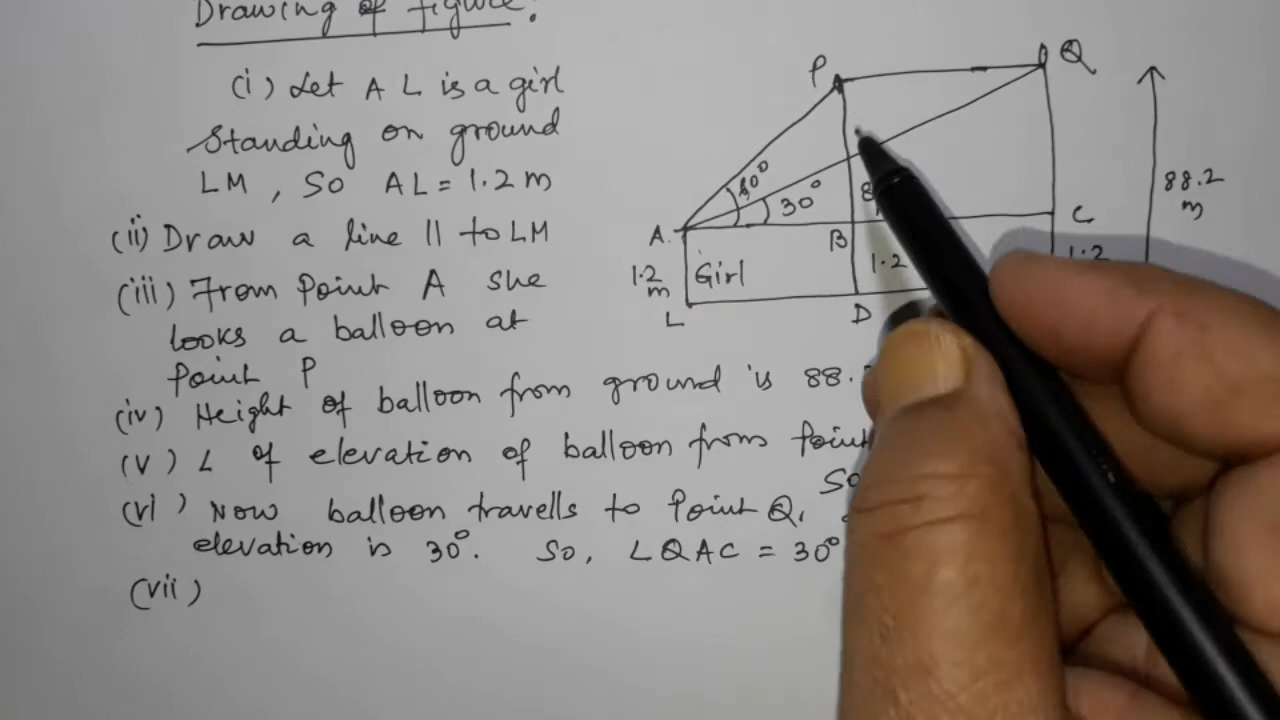 Drawing of figure:
(i) Let AL is a girl
Standing on ground
LM, So AL = 1.2 m
(ii) Draw a line || to LM
(iii) From Point A she
looks a balloon at
Point P
(iv) Height of balloon from ground is 88.
(v) ∠ of elevation of balloon from Point
So
(vi) Now balloon travells to Point Q,
elevation is 30°. So, ∠QAC = 30°
(vii)
P
Q
30°
88.2
m
A
B
C
1.2
m
Girl
1.2
1.2
L
D